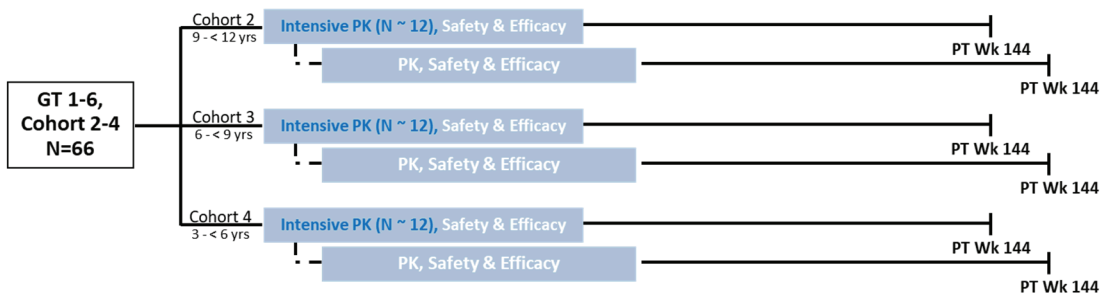 GT 1-6,
Cohort 2-4
N=66
Cohort 2
9 - < 12 yrs
Intensive PK (N ~ 12), Safety & Efficacy
PT Wk 144
PK, Safety & Efficacy
PT Wk 144
Cohort 3
6 - < 9 yrs
Intensive PK (N ~ 12), Safety & Efficacy
PT Wk 144
PK, Safety & Efficacy
PT Wk 144
Cohort 4
3 - < 6 yrs
Intensive PK (N ~ 12), Safety & Efficacy
PT Wk 144
PK, Safety & Efficacy
PT Wk 144